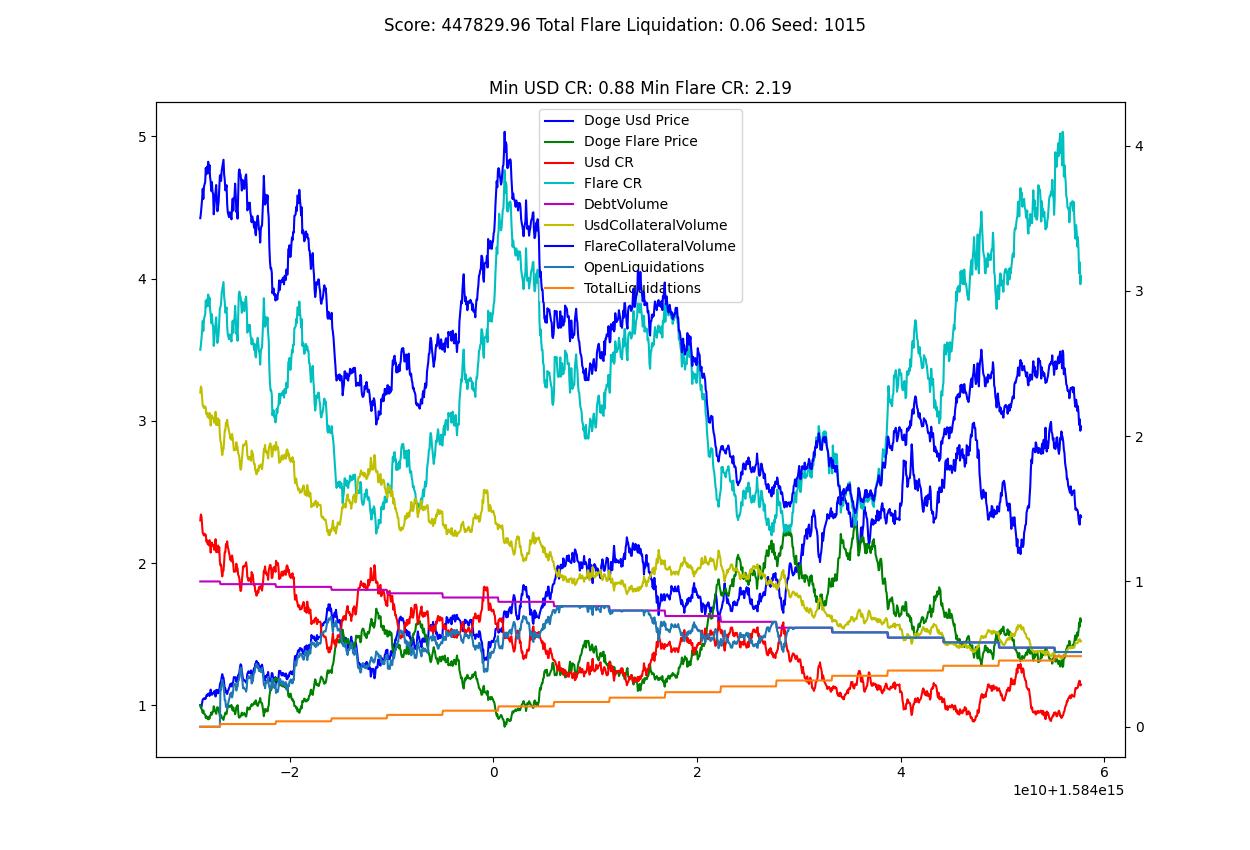 Score: 447829.96 Total Flare Liquidation: 0.06 Seed: 1015
Min USD CR: 0.88 Min Flare CR: 2.19
Doge Usd Price
Doge Flare Price
Usd CR
Flare CR
DebtVolume
UsdCollateralVolume
FlareCollateralVolume
OpenLiquidations
TotalLiquidations
5
4
3
2
1
4
3
2
1
0
−2
0
2
4
6
1e10+1.584e15